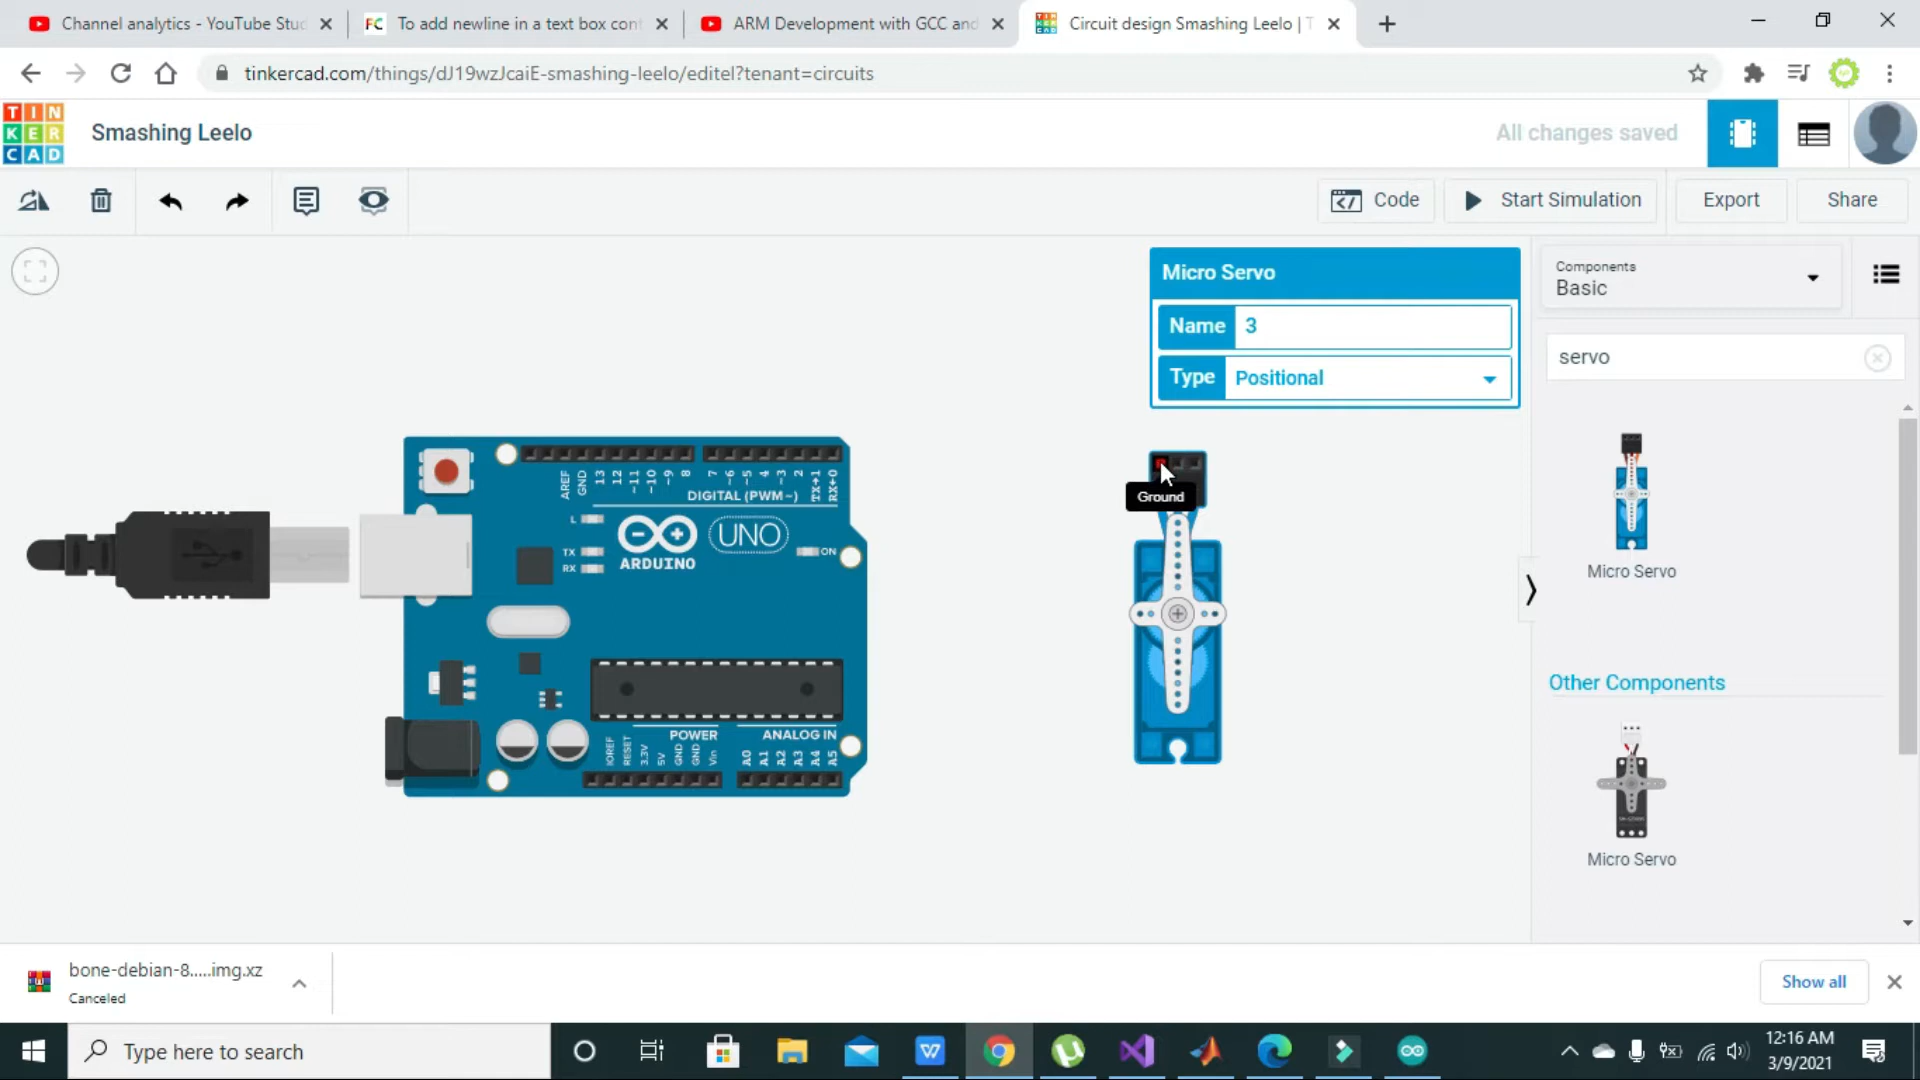 Channel analytics - YouTube Stu
FC To add newline in a text box cont
ARM Development with GCC and
Circuit design Smashing Leelo | T
tinkercad.com/things/dJ19wzJcaiE-smashing-leelo/editel?tenant=circuits
TIN
KER
CAD
Smashing Leelo
All changes saved
Code
Start Simulation
Export
Share
Micro Servo
Name 3
Type Positional
Components
Basic
servo
Ground
AREF
GND
13
12
~11
~10
~9
8
7
~6
~5
4
~3
2
TX→1
RX←0
DIGITAL (PWM~)
L
TX
RX
ARDUINO
UNO
ON
POWER
ANALOG IN
IOREF
RESET
3.3V
5V
GND
GND
Vin
A0
A1
A2
A3
A4
A5
Micro Servo
Other Components
Micro Servo
bone-debian-8.....img.xz
Canceled
Show all
Type here to search
12:16 AM
3/9/2021